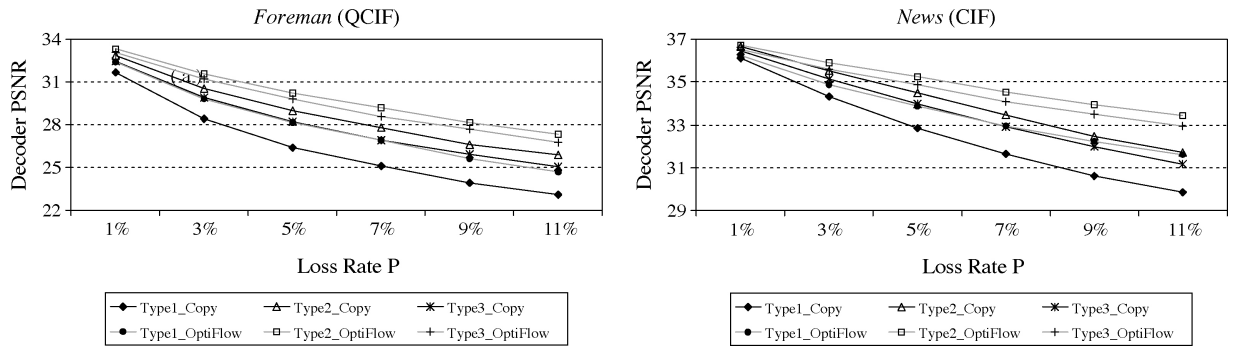 Foreman (QCIF)
34
31
28
25
22
Decoder PSNR
1% 3% 5% 7% 9% 11%
Loss Rate P
Type1_Copy Type2_Copy Type3_Copy
Type1_OptiFlow Type2_OptiFlow Type3_OptiFlow
News (CIF)
37
35
33
31
29
Decoder PSNR
1% 3% 5% 7% 9% 11%
Loss Rate P
Type1_Copy Type2_Copy Type3_Copy
Type1_OptiFlow Type2_OptiFlow Type3_OptiFlow